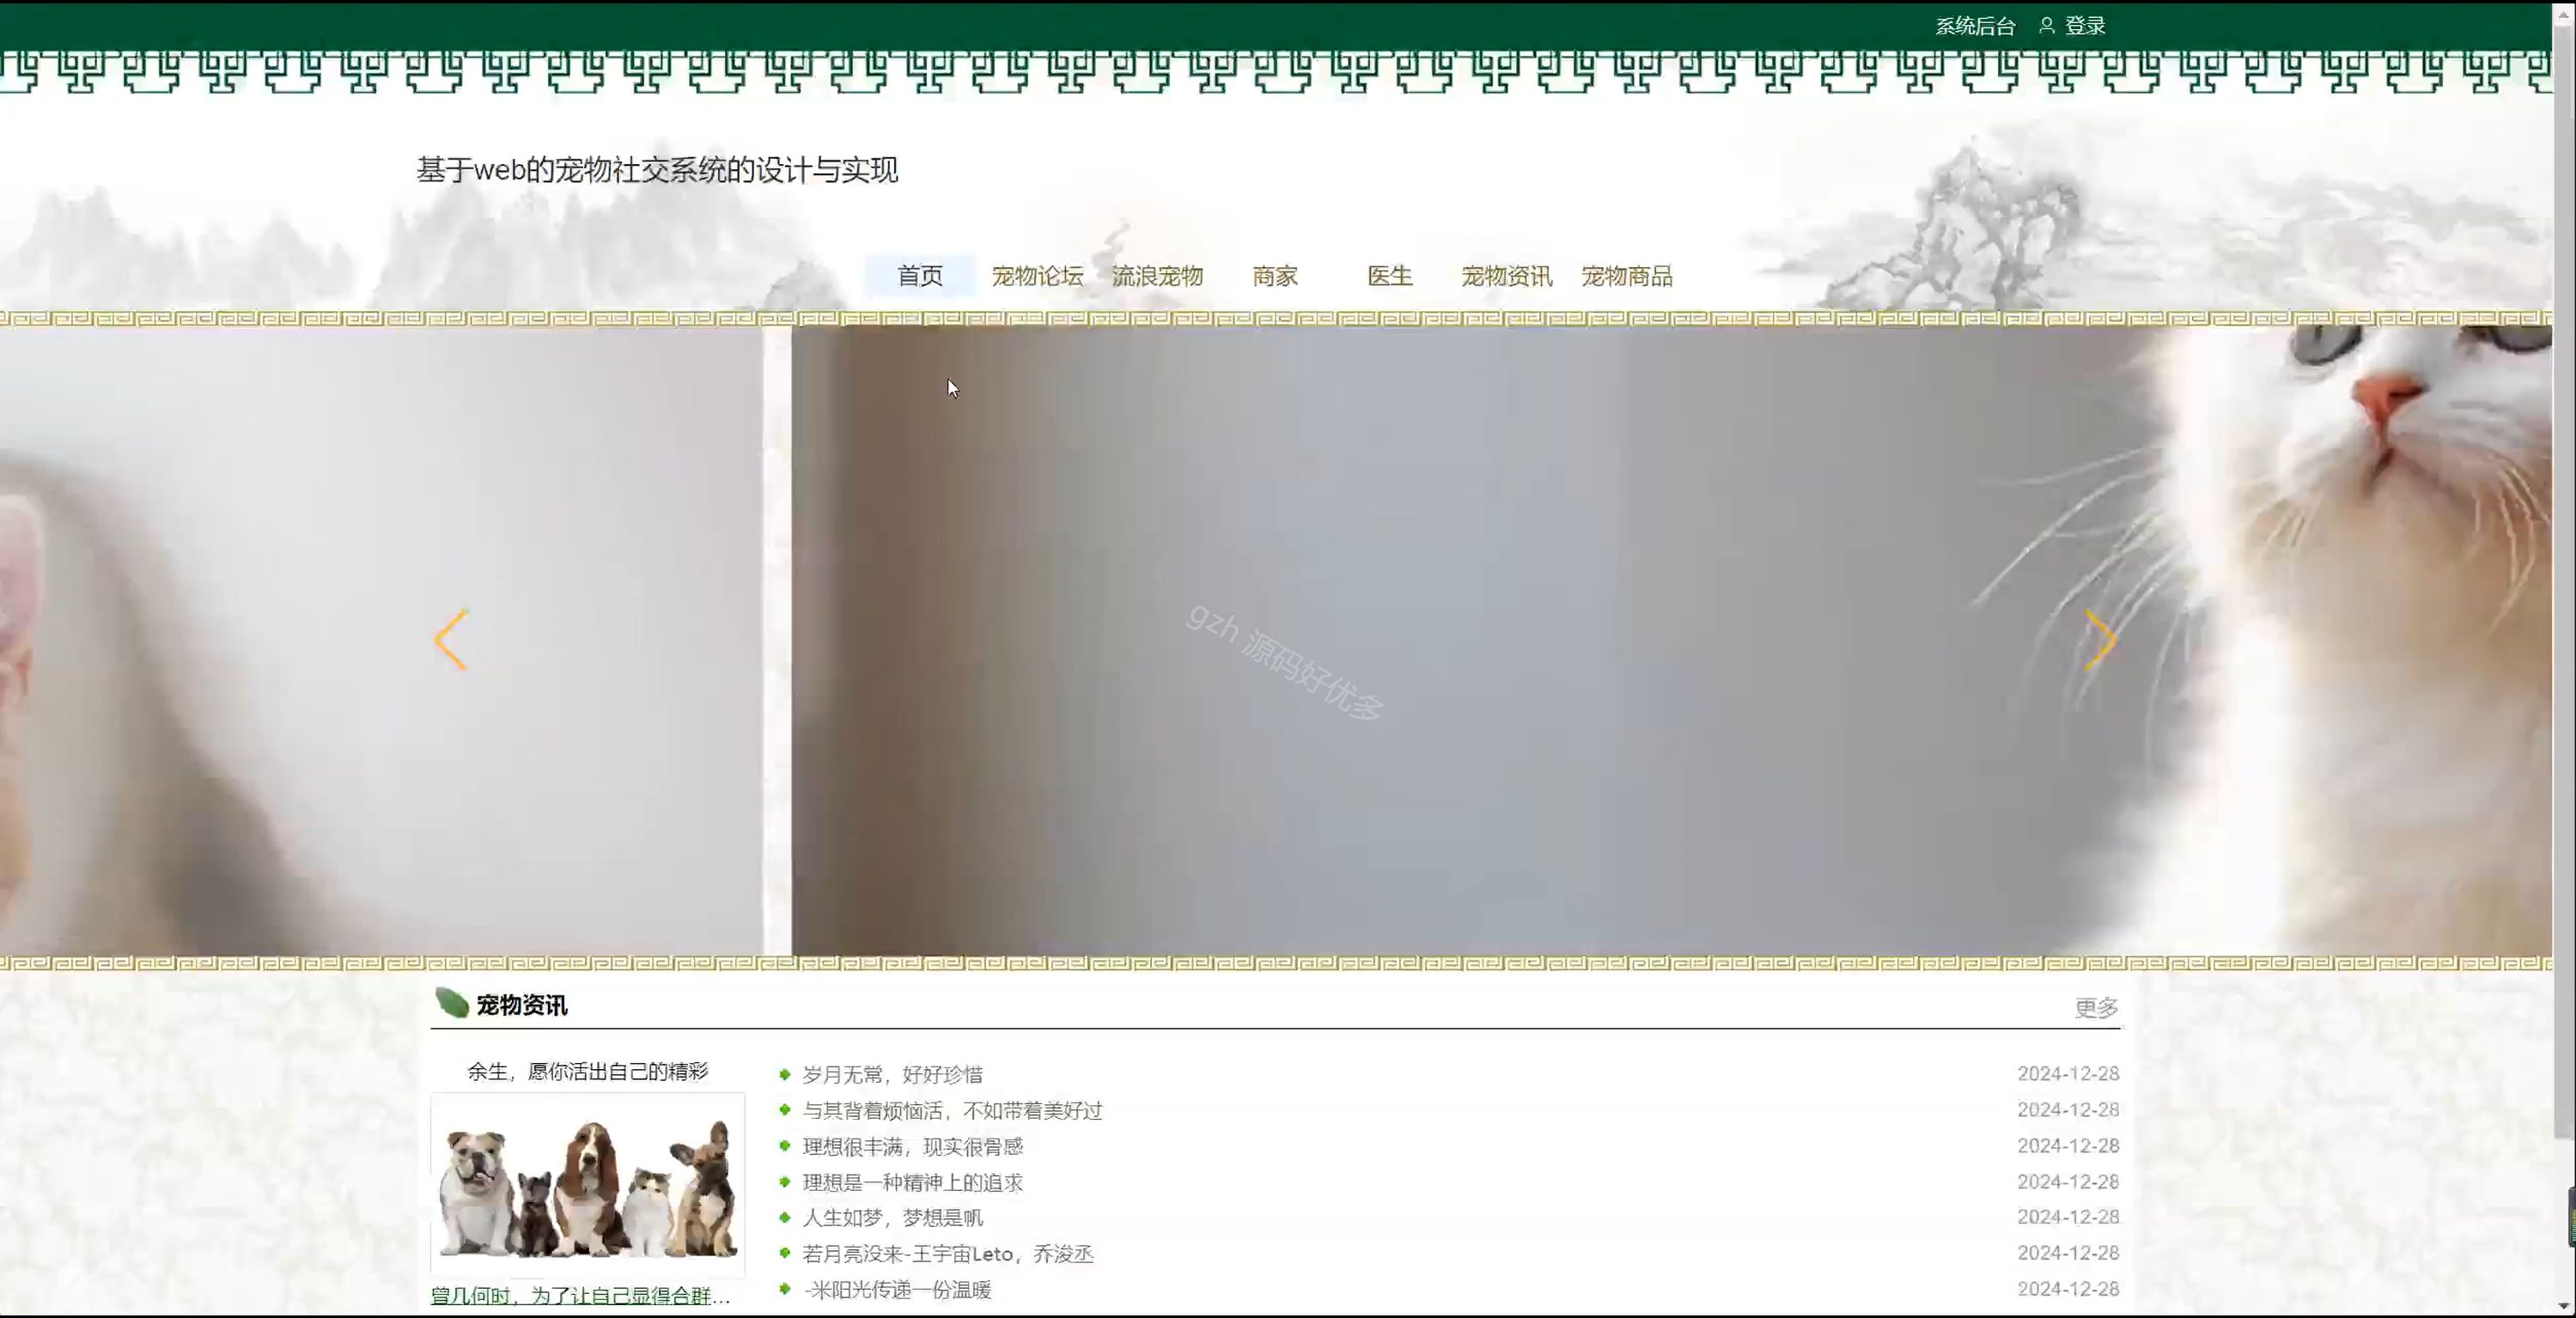 系统后台 登录
基于web的宠物社交系统的设计与实现
首页 宠物论坛 流浪宠物 商家 医生 宠物资讯 宠物商品
gzh 源码好优多
宠物资讯 更多
余生，愿你活出自己的精彩
曾几何时，为了让自己显得合群...
岁月无常，好好珍惜 2024-12-28
与其背着烦恼活，不如带着美好过 2024-12-28
理想很丰满，现实很骨感 2024-12-28
理想是一种精神上的追求 2024-12-28
人生如梦，梦想是帆 2024-12-28
若月亮没来-王宇宙Leto，乔浚丞 2024-12-28
-米阳光传递一份温暖 2024-12-28